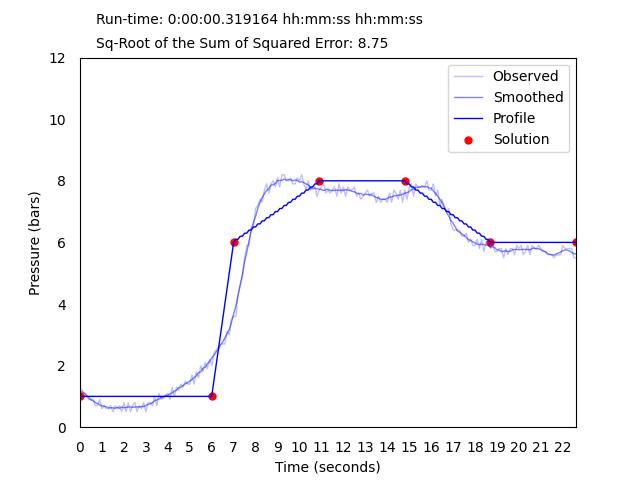 Run-time: 0:00:00.319164 hh:mm:ss hh:mm:ss
Sq-Root of the Sum of Squared Error: 8.75
12
10
8
6
4
2
0
Pressure (bars)
Observed
Smoothed
Profile
Solution
0 1 2 3 4 5 6 7 8 9 10 11 12 13 14 15 16 17 18 19 20 21 22
Time (seconds)